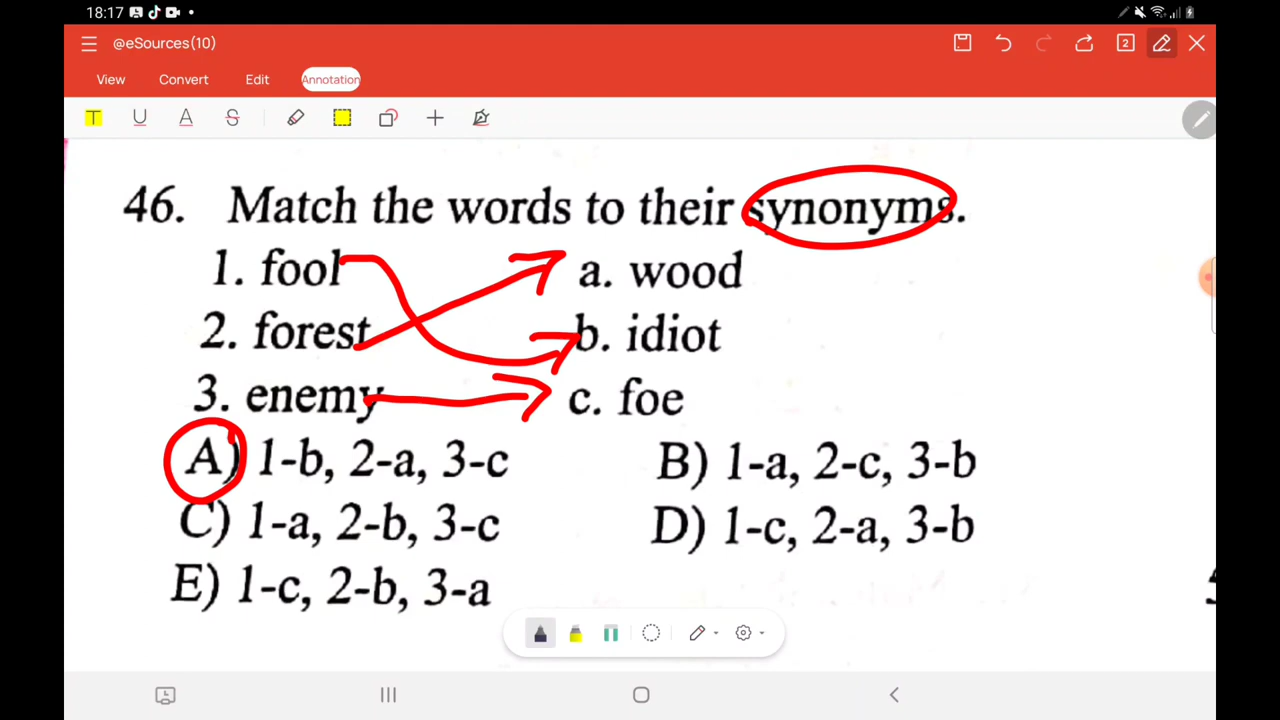 18:17
@eSources(10)
2
View Convert Edit Annotation
T U A S
46. Match the words to their synonyms.
1. fool a. wood
2. forest b. idiot
3. enemy c. foe
A) 1-b, 2-a, 3-c B) 1-a, 2-c, 3-b
C) 1-a, 2-b, 3-c D) 1-c, 2-a, 3-b
E) 1-c, 2-b, 3-a